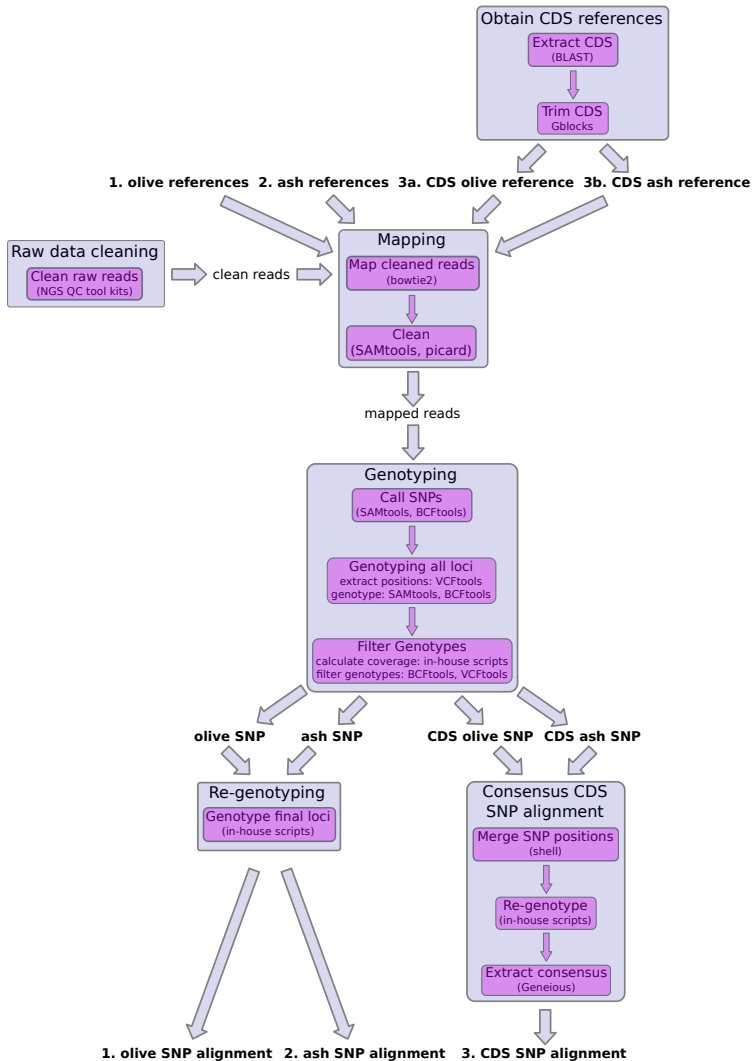 Obtain CDS references
Extract CDS
(BLAST)
Trim CDS
Gblocks
1. olive references 2. ash references 3a. CDS olive reference 3b. CDS ash reference
Raw data cleaning
Clean raw reads
(NGS QC tool kits)
clean reads
Mapping
Map cleaned reads
(bowtie2)
Clean
(SAMtools, picard)
mapped reads
Genotyping
Call SNPs
(SAMtools, BCFtools)
Genotyping all loci
extract positions: VCFtools
genotype: SAMtools, BCFtools
Filter Genotypes
calculate coverage: in-house scripts
filter genotypes: BCFtools, VCFtools
olive SNP ash SNP CDS olive SNP CDS ash SNP
Re-genotyping
Genotype final loci
(in-house scripts)
Consensus CDS
SNP alignment
Merge SNP positions
(shell)
Re-genotype
(in-house scripts)
Extract consensus
(Geneious)
1. olive SNP alignment 2. ash SNP alignment 3. CDS SNP alignment